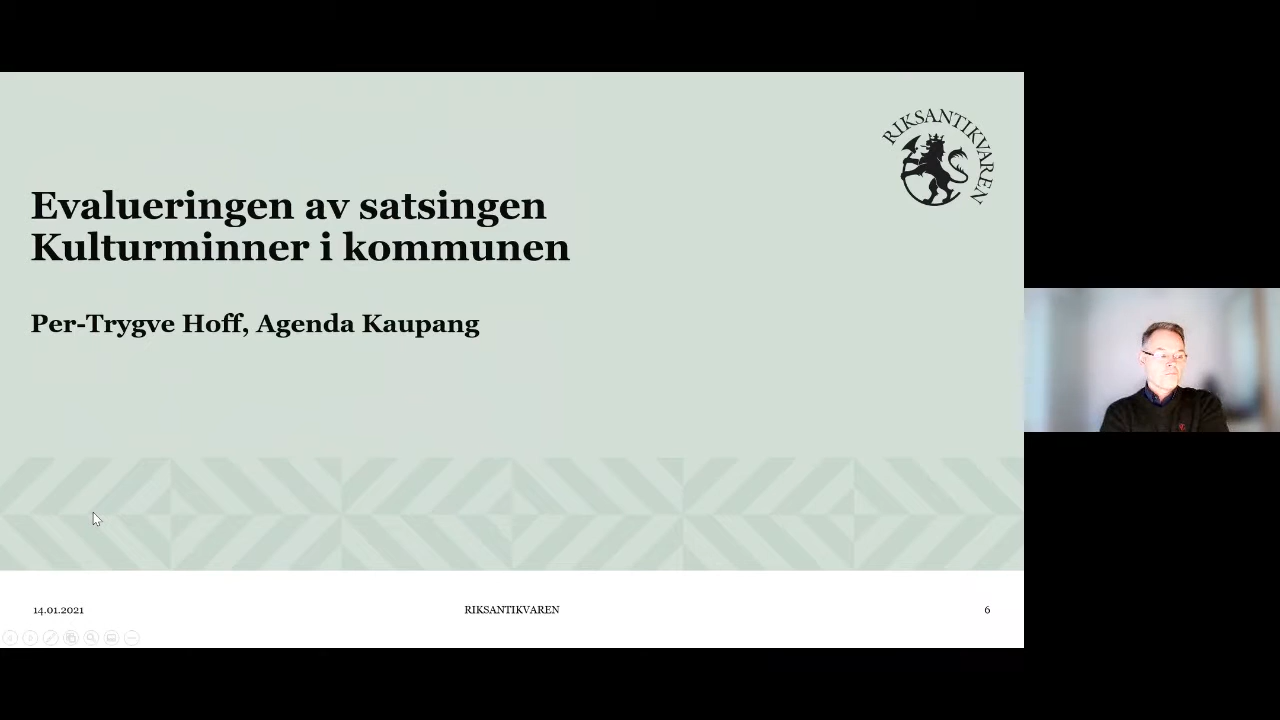 RIKSANTIKVAREN
Evalueringen av satsingen
Kulturminner i kommunen
Per-Trygve Hoff, Agenda Kaupang
14.01.2021
RIKSANTIKVAREN
6